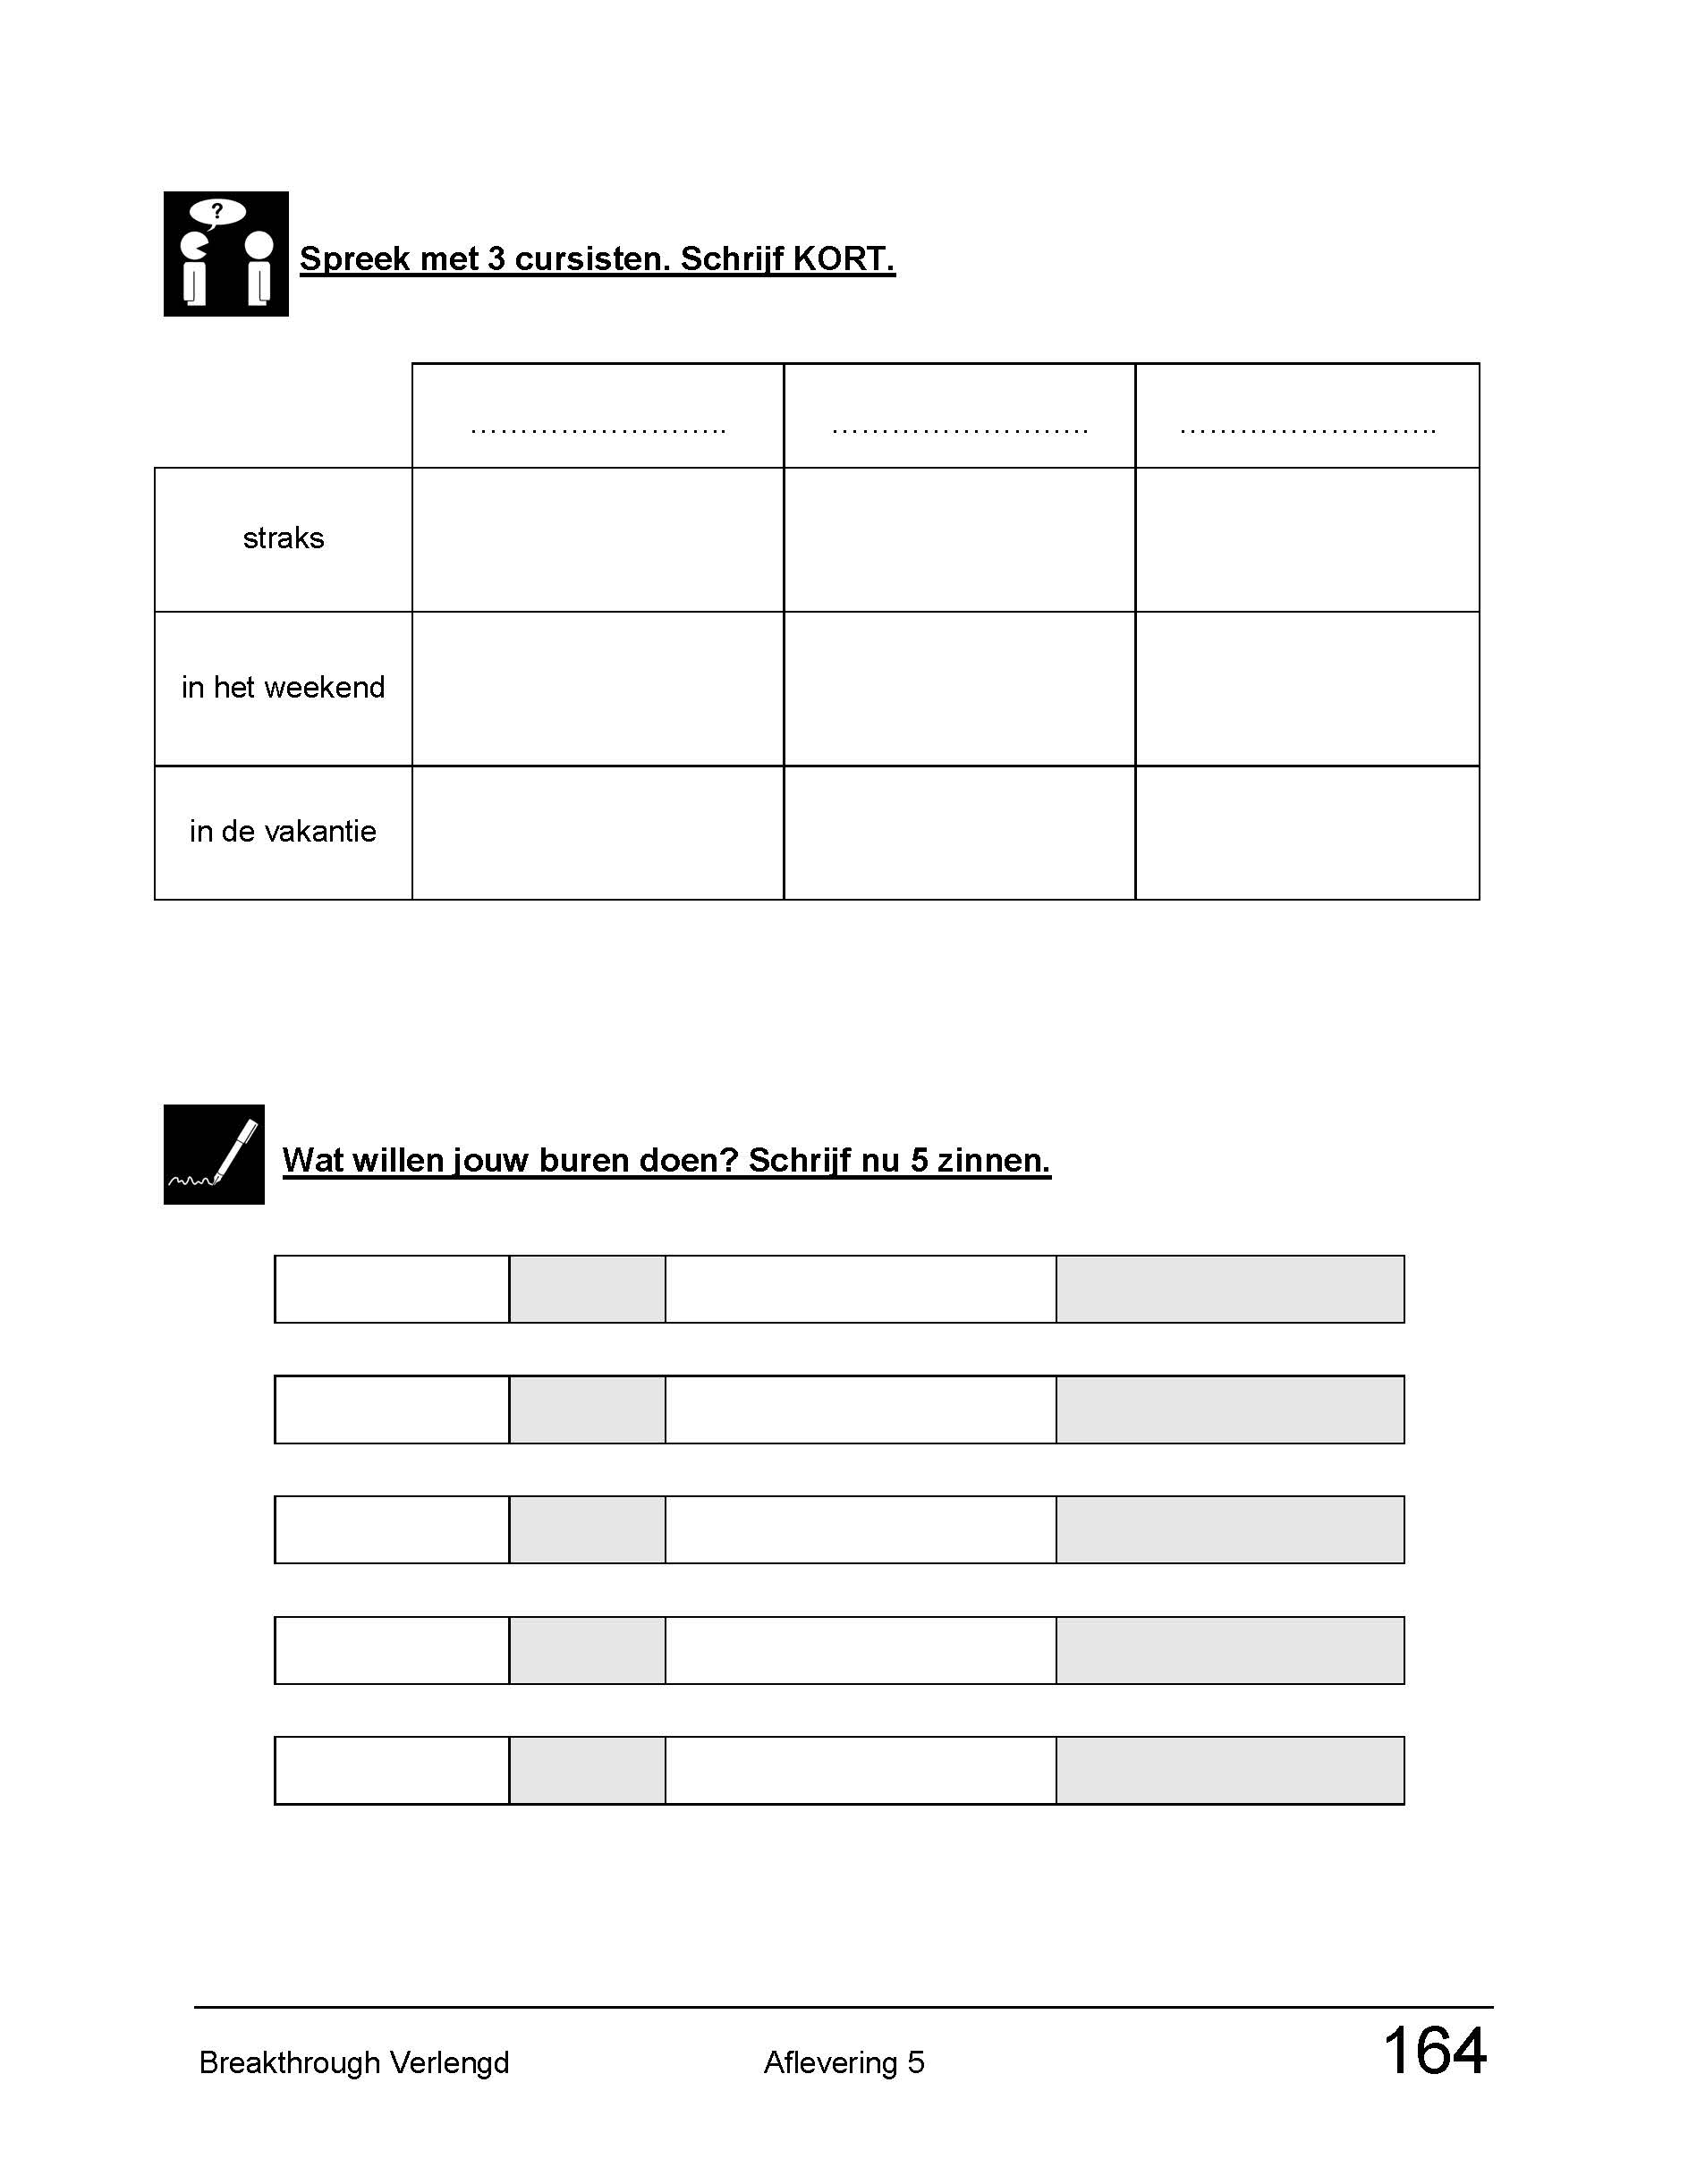 ?
Spreek met 3 cursisten. Schrijf KORT.
…………………….. …………………….. ……………………..
straks
in het weekend
in de vakantie
Wat willen jouw buren doen? Schrijf nu 5 zinnen.
Breakthrough Verlengd Aflevering 5 164